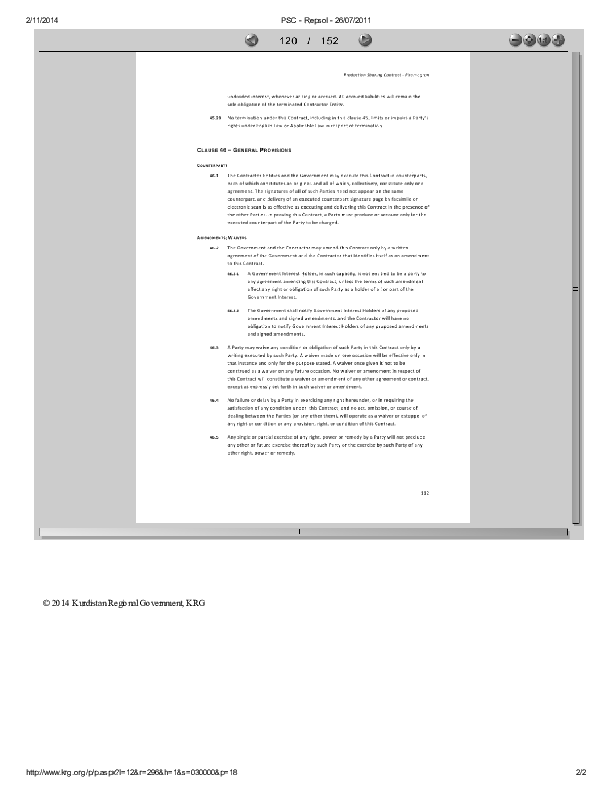 2/11/2014 PSC - Repsol - 26/07/2011
120 / 152
Production Sharing Contract -
undivided interest, whenever arising or accrued. All accrued liabilities will remain the
sole obligation of the terminated Contractor Entity.
45.10 No termination under this Contract, including in this clause 45, limits or impairs a Party's
rights under Applicable Law in respect of termination.
CLAUSE 46 – GENERAL PROVISIONS
COUNTERPARTS
46.1 The Contractor Entities and the Government may execute this Contract in counterparts,
each of which constitutes an original, and all of which, collectively, constitute only one
agreement. The signatures of all of such Parties need not appear on the same
counterpart, and delivery of an executed counterpart signature page by facsimile or
electronic scan is as effective as executing and delivering this Contract in the presence of
the other Parties. In proving this Contract, a Party must produce or account only for the
executed counterpart of the Party to be charged.
AMENDMENTS; WAIVERS
46.2 The Government and the Contractor may amend this Contract only by a written
agreement of the Government and the Contractor that identifies itself as an amendment
to this Contract.
46.2.1 A Government Interest Holder, in such capacity, is not entitled to be a party to
any agreement amending this Contract, unless the terms of such amendment
affect any right or obligation of such Party as a holder of all or part of the
Government Interest.
46.2.2 The Government shall notify Government Interest Holders of any proposed
amendments and signed amendments, and the Contractor will have no
obligation to notify Government Interest Holders of any proposed amendments
and signed amendments.
46.3 A Party may waive any condition or obligation of such Party in this Contract only by a
writing executed by such Party. A waiver made on one occasion will be effective only in
that instance and only for the purpose stated. A waiver once given is not to be
construed as a waiver on any future occasion. No waiver or amendment in respect of
this Contract will constitute a waiver or amendment of any other agreement or contract,
except as expressly set forth in such waiver or amendment.
46.4 No failure or delay by a Party in exercising any right hereunder, or in requiring the
satisfaction of any condition under this Contract, and no act, omission, or course of
dealing between the Parties (or any other them), will operate as a waiver or estoppel of
any right or condition or any provision, right, or condition of this Contract.
46.5 Any single or partial exercise of any right, power or remedy by a Party will not preclude
any other or future exercise thereof by such Party or the exercise by such Party of any
other right, power or remedy.
112
© 2014 Kurdistan Regional Government, KRG
http://www.krg.org/p/p.aspx?l=12&r=296&h=1&s=030000&p=18 2/2